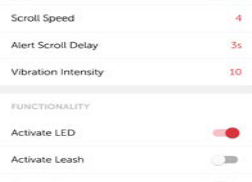 Scroll Speed 4
Alert Scroll Delay 3s
Vibration Intensity 10
FUNCTIONALITY
Activate LED
Activate Leash